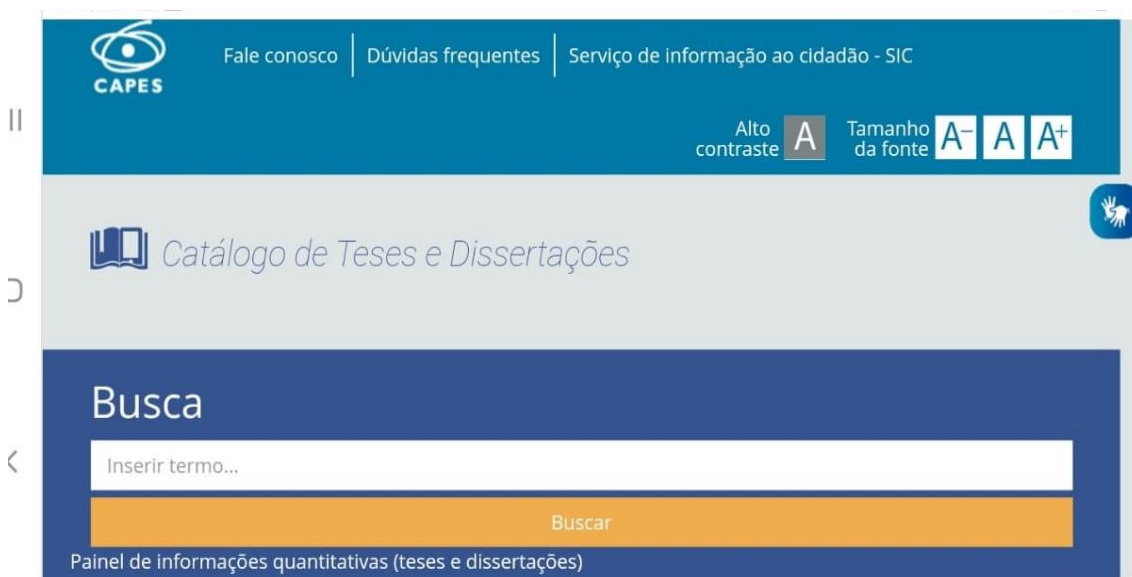 CAPES
Fale conosco
Dúvidas frequentes
Serviço de informação ao cidadão - SIC
Alto
contraste
A
Tamanho
da fonte
A-
A
A+
Catálogo de Teses e Dissertações
Busca
Inserir termo...
Buscar
Painel de informações quantitativas (teses e dissertações)